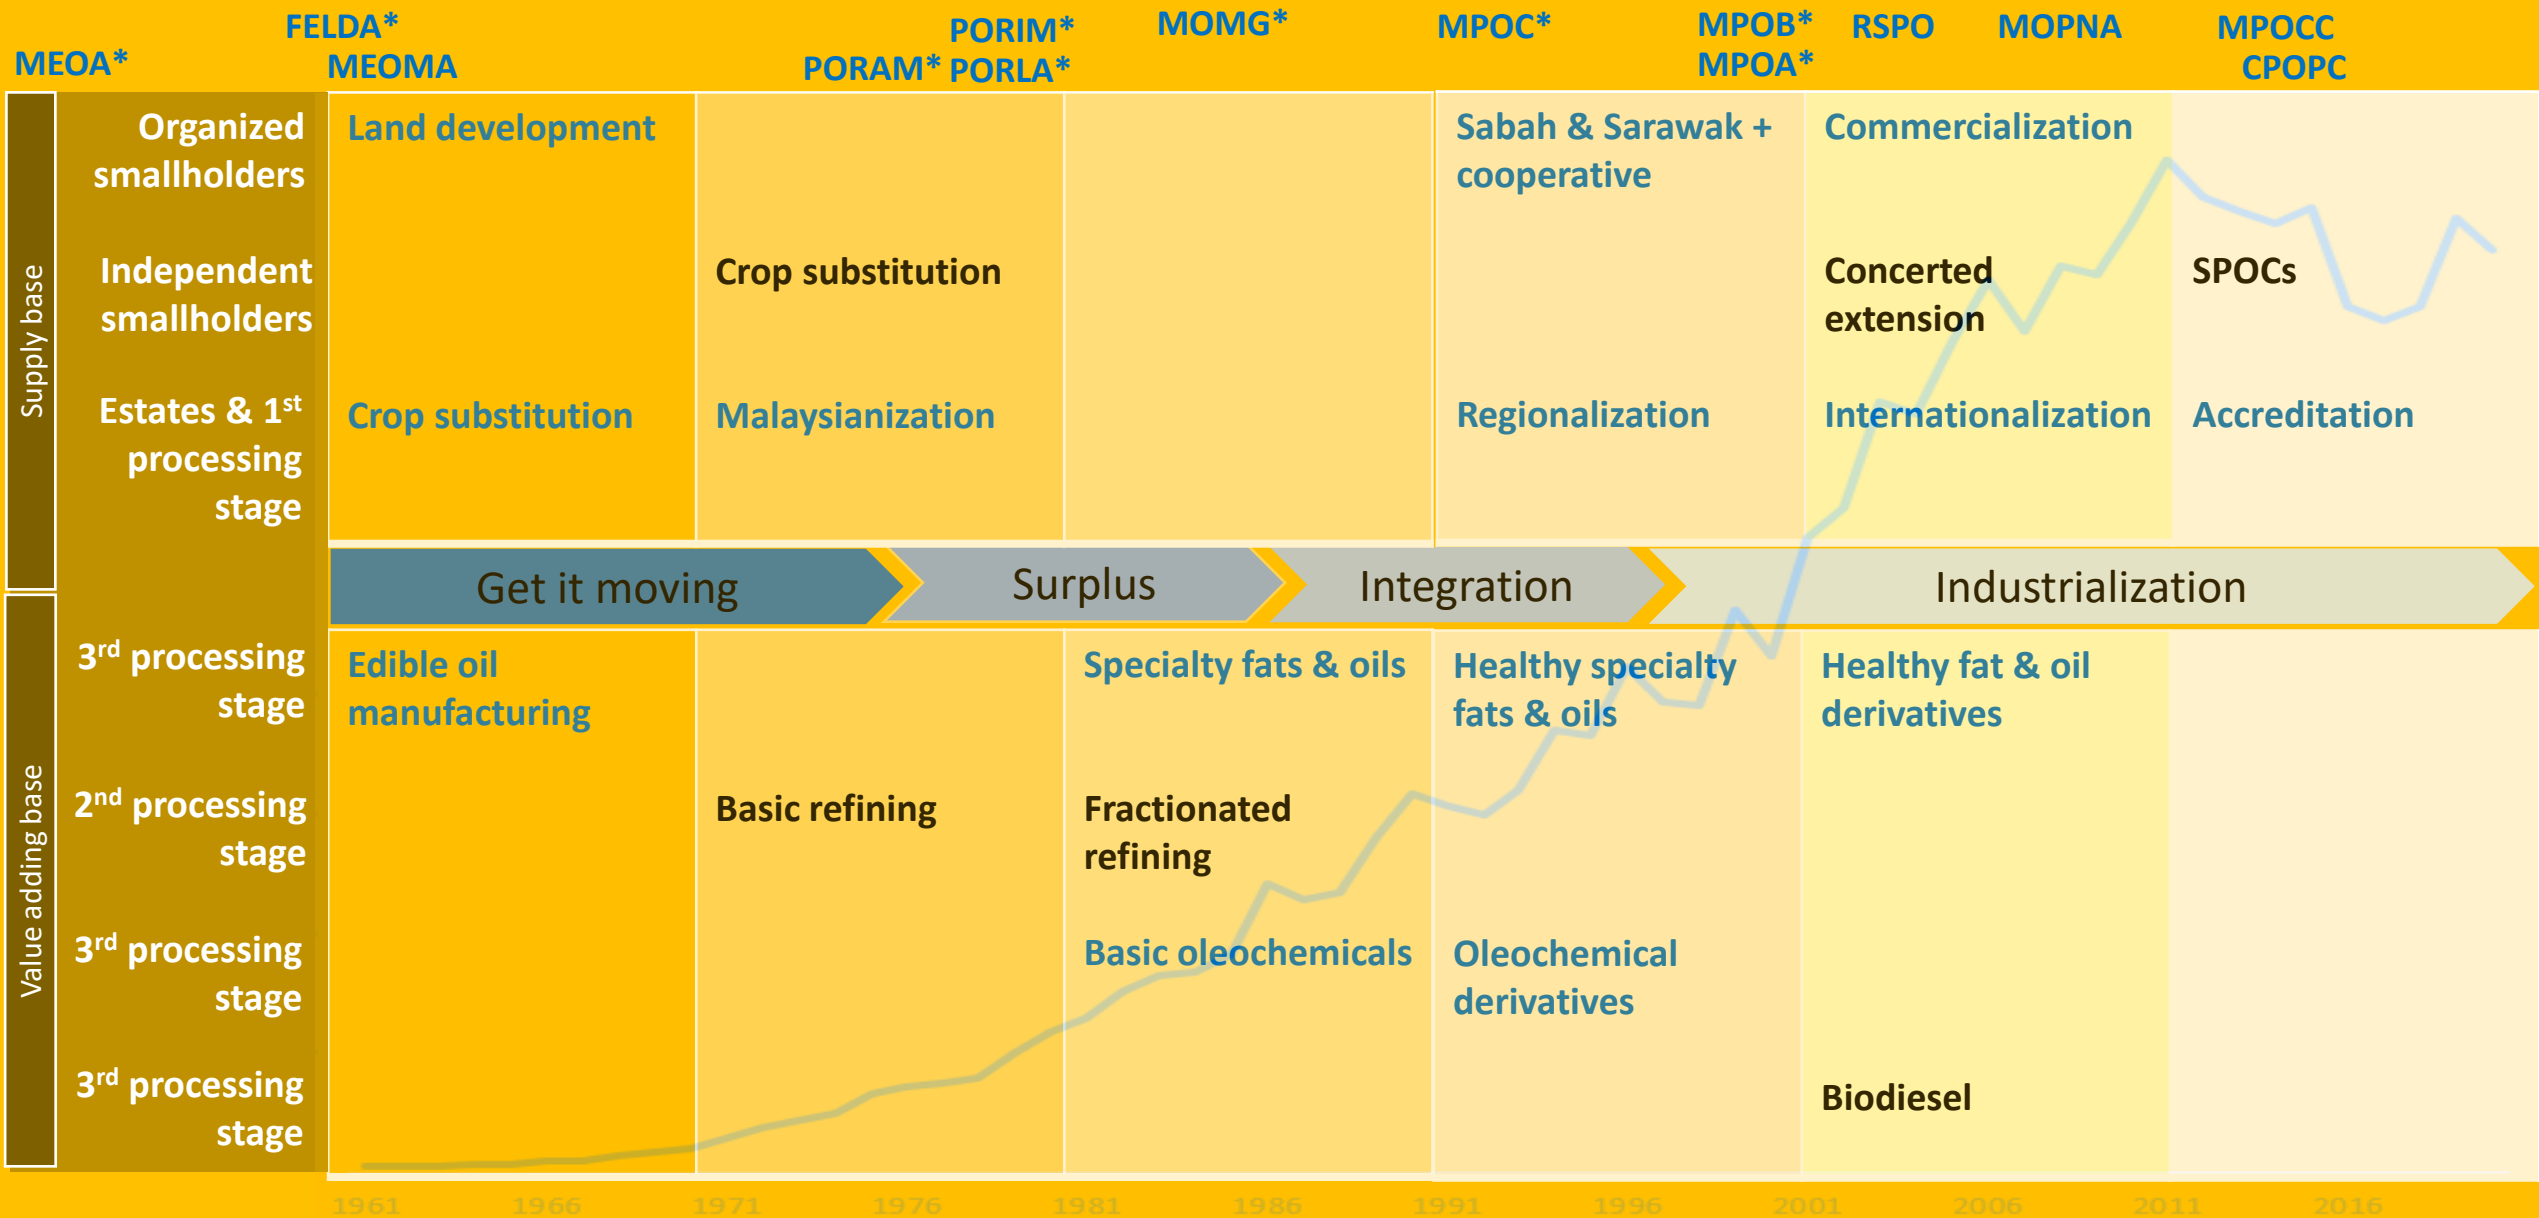 FELDA*
PORIM*
MOMG*
MPOC*
MPOB*
RSPO
MOPNA
MPOCC
MEOA*
MEOMA
PORAM*
PORLA*
MPOA*
CPOPC
Supply base
Organized
smallholders
Land development
Sabah & Sarawak +
cooperative
Commercialization
Independent
smallholders
Crop substitution
Concerted
extension
SPOCs
Estates & 1st
processing
stage
Crop substitution
Malaysianization
Regionalization
Internationalization
Accreditation
Get it moving
Surplus
Integration
Industrialization
Value adding base
3rd processing
stage
Edible oil
manufacturing
Specialty fats & oils
Healthy specialty
fats & oils
Healthy fat & oil
derivatives
2nd processing
stage
Basic refining
Fractionated
refining
3rd processing
stage
Basic oleochemicals
Oleochemical
derivatives
3rd processing
stage
Biodiesel
1961 1966 1971 1976 1981 1986 1991 1996 2001 2006 2011 2016